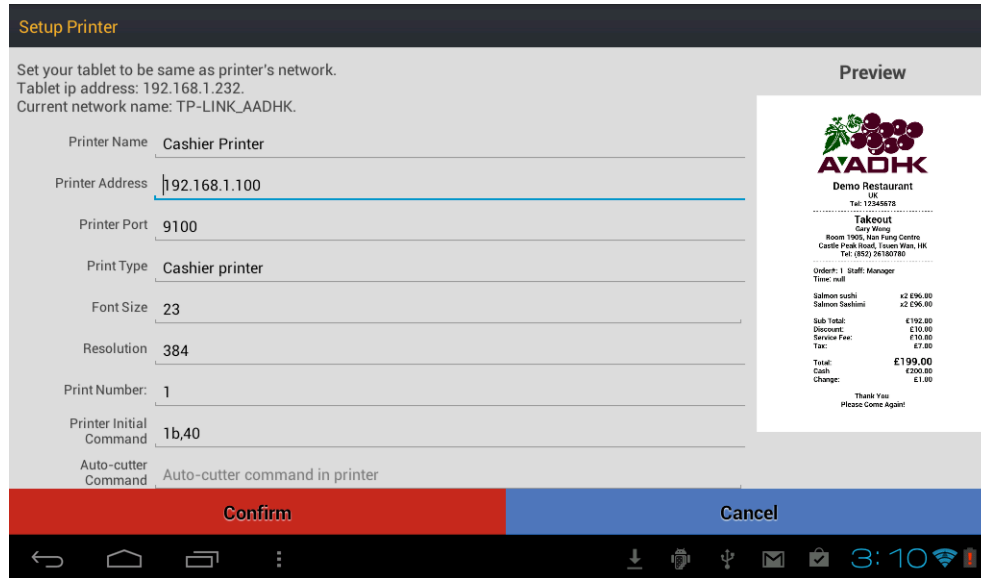 Setup Printer
Set your tablet to be same as printer's network.
Tablet ip address: 192.168.1.232.
Current network name: TP-LINK_AADHK.
Printer Name Cashier Printer
Printer Address 192.168.1.100
Printer Port 9100
Print Type Cashier printer
Font Size 23
Resolution 384
Print Number: 1
Printer Initial
Command 1b,40
Auto-cutter
Command Auto-cutter command in printer
Preview
AADHK
Demo Restaurant
UK
Tel: 12345678
Takeout
Gary Wong
Room 1905, Nan Fung Centre
Castle Peak Road, Tsuen Wan, HK
Tel: (852) 26180780
Order#: 1 Staff: Manager
Time: null
Salmon sushi x2 £96.00
Salmon Sashimi x2 £96.00
Sub Total: £192.00
Discount: £10.00
Service Fee: £10.00
Tax: £7.00
Total: £199.00
Cash £200.00
Change: £1.00
Thank You
Please Come Again!
Confirm
Cancel
3:10